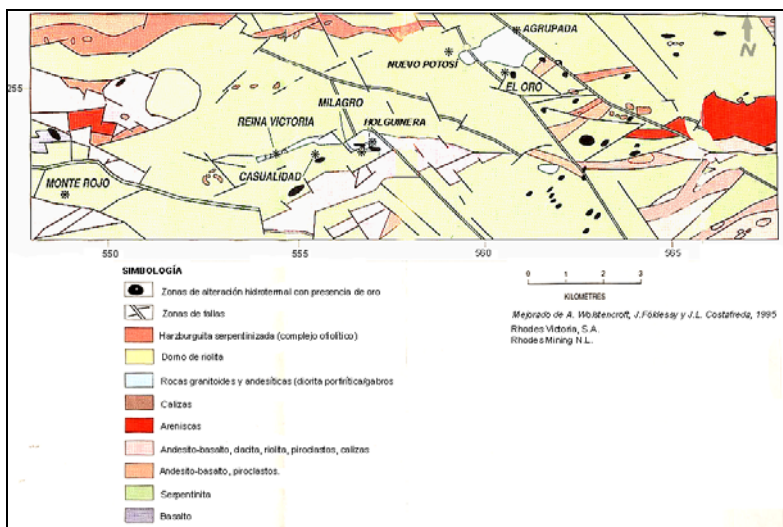 AGRUPADA
N
NUEVO POTOSÍ
EL ORO
255
MILAGRO
REINA VICTORIA
HOLGUINERA
CASUALIDAD
MONTE ROJO
550 555 560 565
SIMBOLOGÍA
Zonas de alteración hidrotermal con presencia de oro
Zonas de fallas
Harzburguita serpentinizada (complejo ofiolítico)
Domo de riolita
Rocas granitoides y andesíticas (diorita porfirítica/gabros
Calizas
Areniscas
Andesito-basalto, dacita, riolita, piroclastos, calizas
Andesito-basalto, piroclastos.
Serpentinita
Basalto
0 1 2 3
KILOMETRES
Mejorado de A. Wolstencroft, J.Föklessy y J.L. Costafreda, 1995
Rhodes Victoria, S.A.
Rhodes Mining N.L.